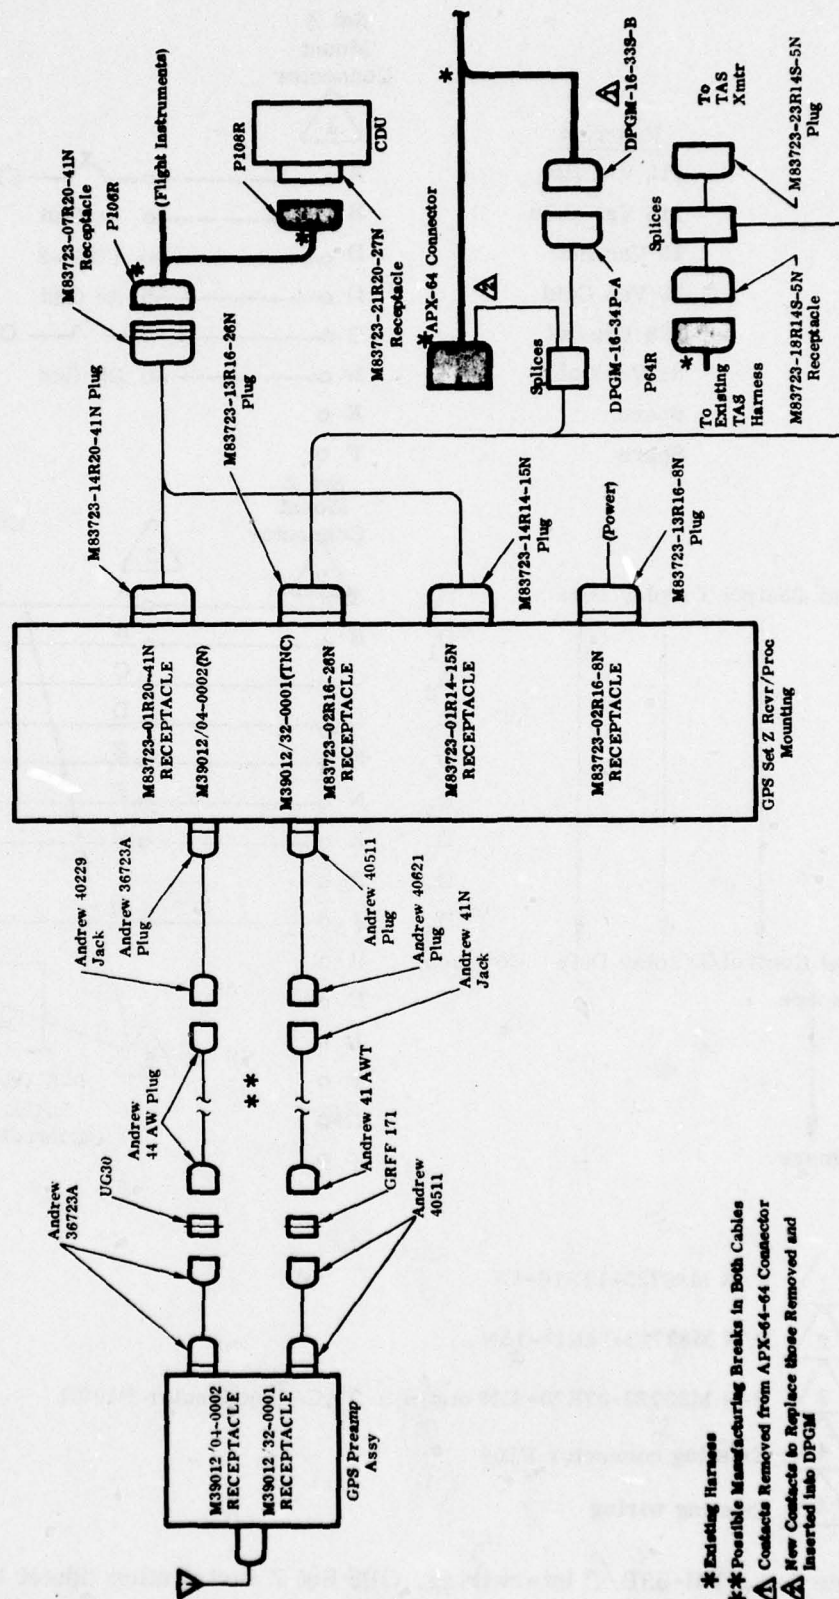 M83723-07R20-41N
Receptacle
P106R
(Flight Instruments)
P108R
CDU
M83723-21R20-27N
Receptacle
M83723-14R20-41N Plug
M83723-13R16-26N
Plug
*APX-64 Connector
*
DPGM-16-33S-B
Splices
DPGM-16-34P-A
P64R
To
Existing
TAS
Harness
Splices
To
TAS
Xmtr
M83723-18R14S-5N
Receptacle
M83723-23R14S-5N
Plug
M83723-14R14-15N
Plug
(Power)
M83723-13R16-8N
Plug
M83723-01R20-41N
RECEPTACLE
M39012/04-0002(N)
M39012/32-0001(TNC)
M83723-02R16-26N
RECEPTACLE
M83723-01R14-15N
RECEPTACLE
M83723-02R16-8N
RECEPTACLE
GPS Set Z Rcvr/Proc
Mounting
Andrew 40229
Jack
Andrew 36723A
Plug
Andrew 40511
Plug
Andrew 40621
Plug
Andrew 41N
Jack
Andrew
44 AW Plug
**
Andrew 41 AWT
UG30
GRFF 171
Andrew
36723A
Andrew
40511
M39012/04-0002
RECEPTACLE
M39012/32-0001
RECEPTACLE
GPS Preamp
Assy
*Existing Harness
**Possible Manufacturing Breaks in Both Cables
Contacts Removed from APX-64-64 Connector
New Contacts to Replace those Removed and
Inserted into DPGM